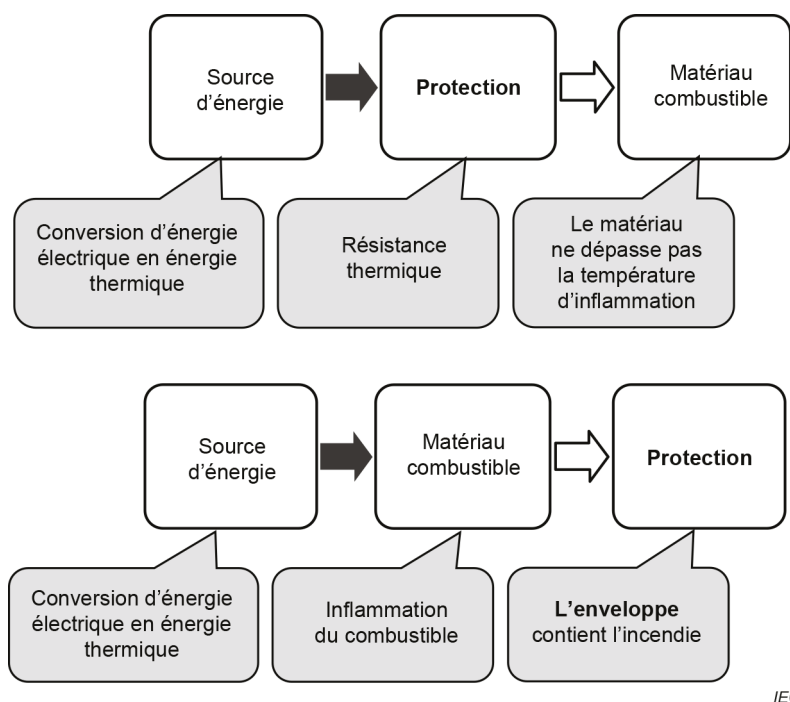 Source
d'énergie
Protection
Matériau
combustible
Conversion d'énergie
électrique en énergie
thermique
Résistance
thermique
Le matériau
ne dépasse pas
la température
d'inflammation
Source
d'énergie
Matériau
combustible
Protection
Conversion d'énergie
électrique en énergie
thermique
Inflammation
du combustible
L'enveloppe
contient l'incendie